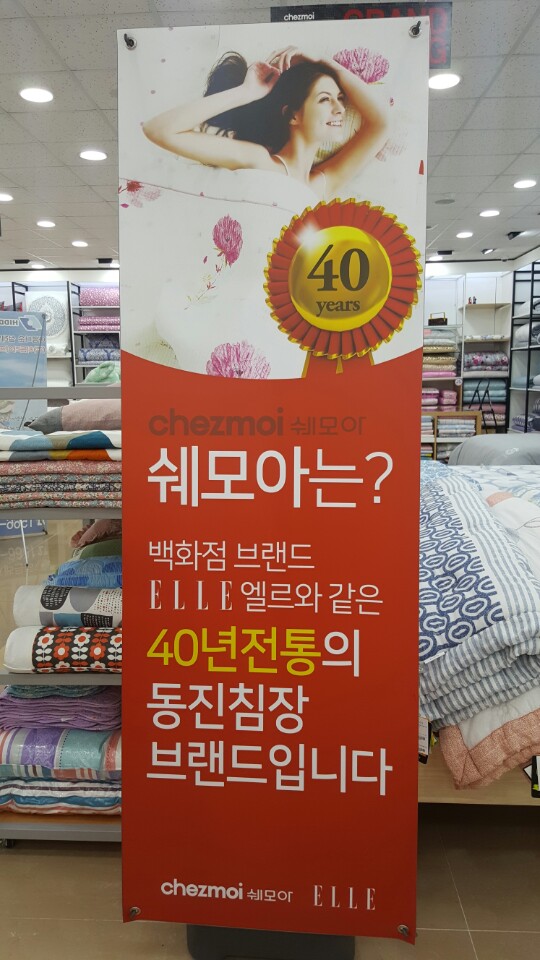 chezmoi
40
years
chezmoi 쉐모아
쉐모아는?
백화점 브랜드
ELLE 엘르와 같은
40년전통의
동진침장
브랜드입니다
chezmoi 쉐모아 ELLE